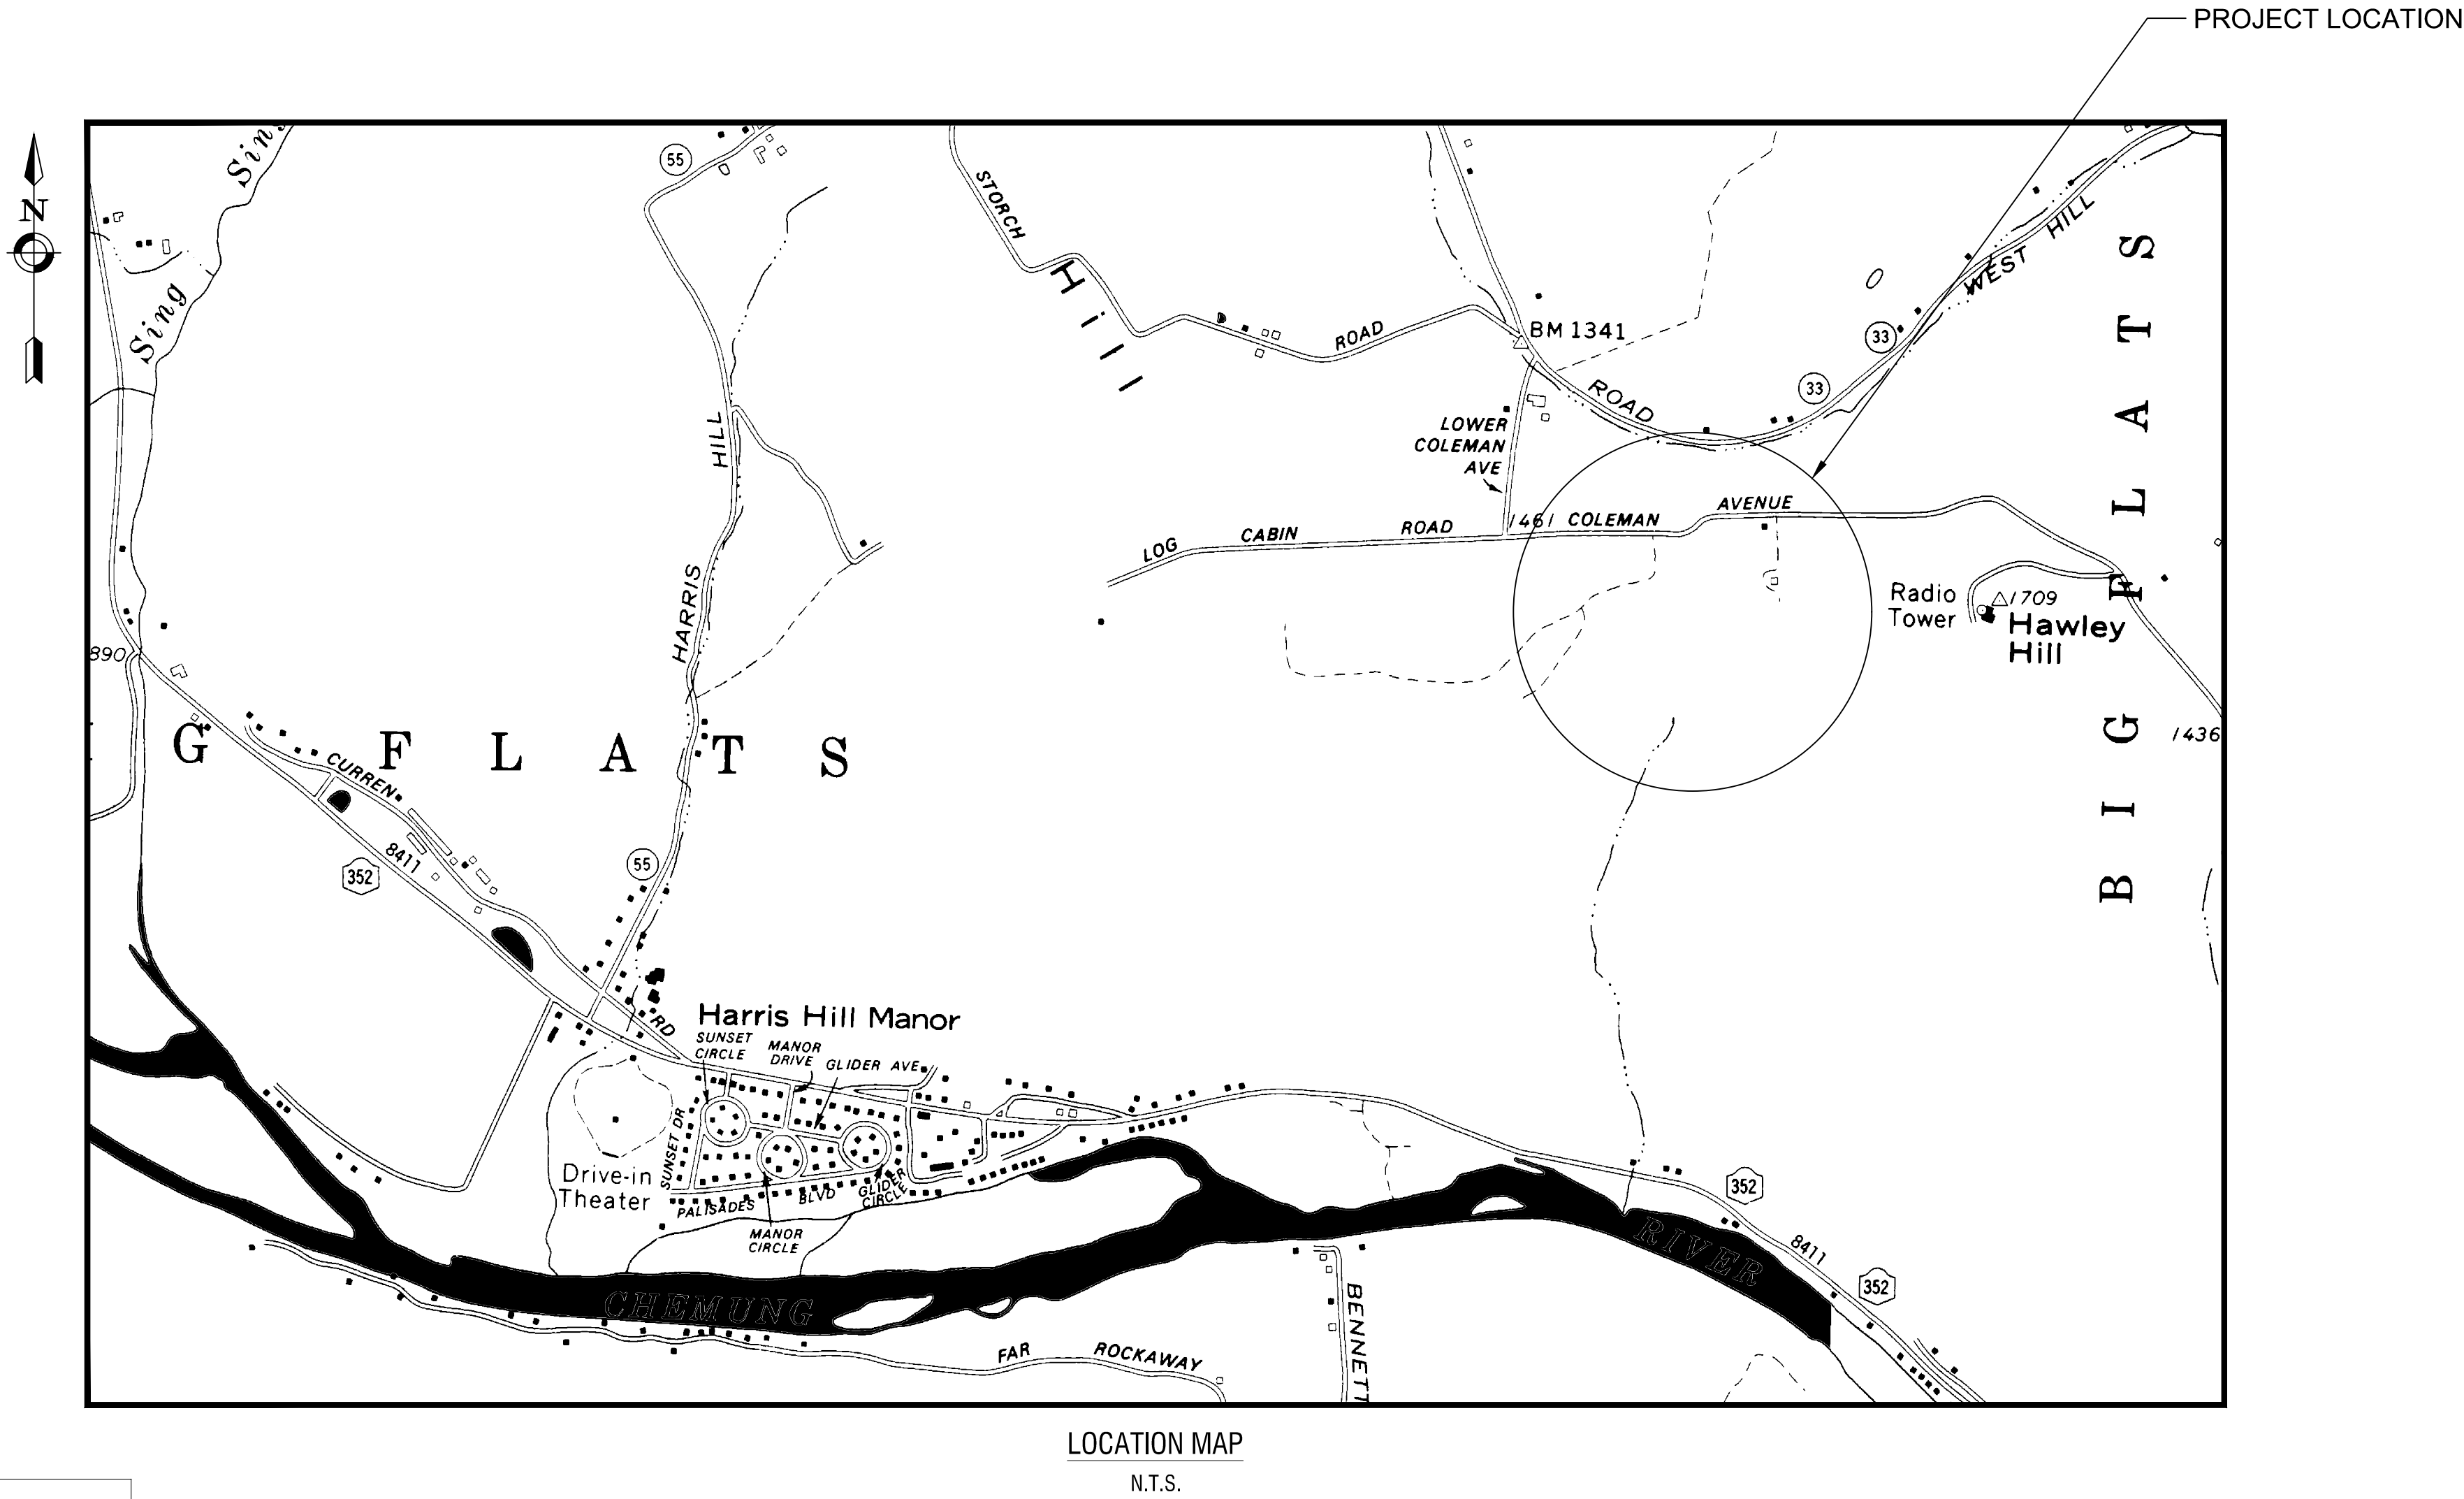 PROJECT LOCATION
N
Sing
Sing
55
STORCH
Hill
ROAD
BM 1341
ROAD
WEST HILL
33
33
LOWER
COLEMAN
AVE
LOG CABIN ROAD
1461
COLEMAN AVENUE
HARRIS HILL
Radio
Tower
1709
Hawley
Hill
BIG FLATS
1436
890
G FLATS
CURREN
RD
8411
352
55
Harris Hill Manor
SUNSET
CIRCLE
MANOR
DRIVE
GLIDER AVE
SUNSET DR
Drive-in
Theater
PALISADES BLVD
GLIDER
CIRCLE
MANOR
CIRCLE
CHEMUNG RIVER
352
8411
352
BENNETT
FAR ROCKAWAY
LOCATION MAP
N.T.S.